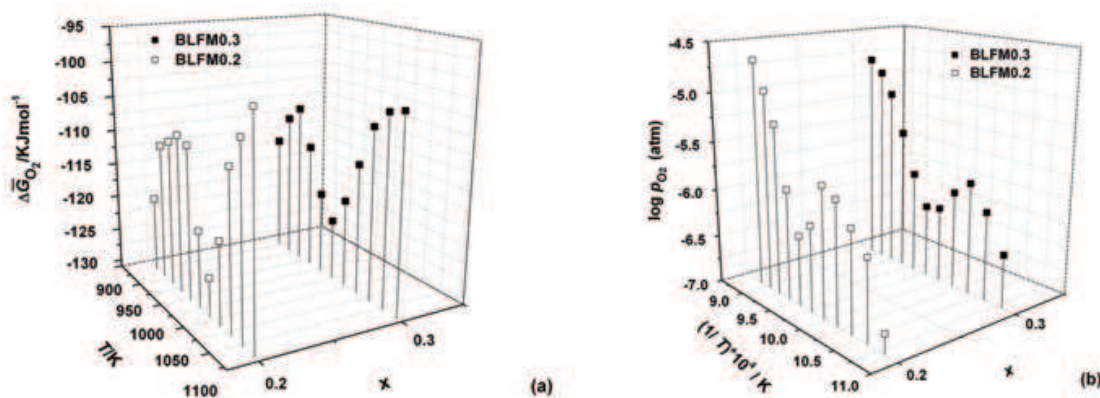 -95
-100
-105
-110
-115
-120
-125
-130
ΔG̅O₂/KJmol⁻¹
BLFM0.3
BLFM0.2
900
950
1000
1050
1100
T/K
0.2
0.3
x
(a)
-4.5
-5.0
-5.5
-6.0
-6.5
-7.0
log pO₂ (atm)
BLFM0.3
BLFM0.2
9.0
9.5
10.0
10.5
11.0
(1/T)*10⁴/ K
0.2
0.3
x
(b)